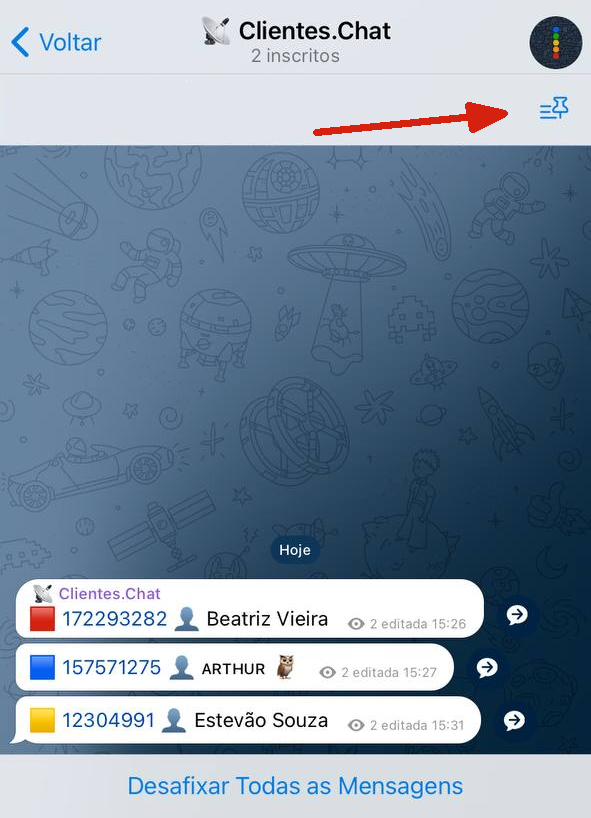 Voltar
Clientes.Chat
2 inscritos
Hoje
Clientes.Chat
172293282 Beatriz Vieira 2 editada 15:26
157571275 ARTHUR 2 editada 15:27
12304991 Estevão Souza 2 editada 15:31
Desafixar Todas as Mensagens